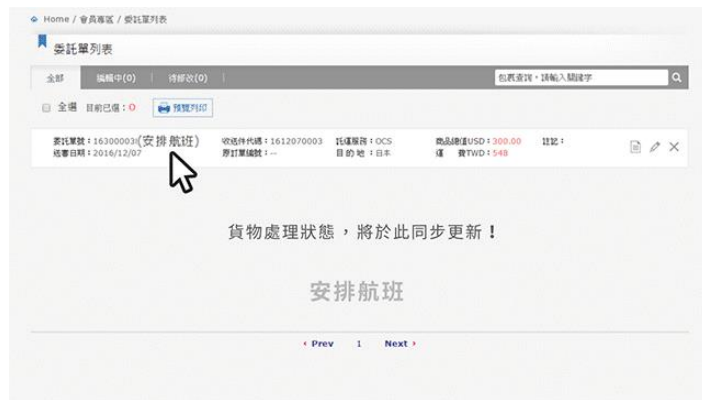 Home / 會員專區 / 委託單列表
委託單列表
全部 編輯中(0) 待修改(0) 包裹查詢,請輸入關鍵字
全選 目前已選:0 預覽列印
委託單號:16300003(安排航班) 收送件代碼:1612070003 託運服務:OCS 商品總值USD:300.00 註記:
送審日期:2016/12/07 原訂單編號:-- 目的地:日本 運費TWD:548
貨物處理狀態,將於此同步更新!
安排航班
Prev 1 Next